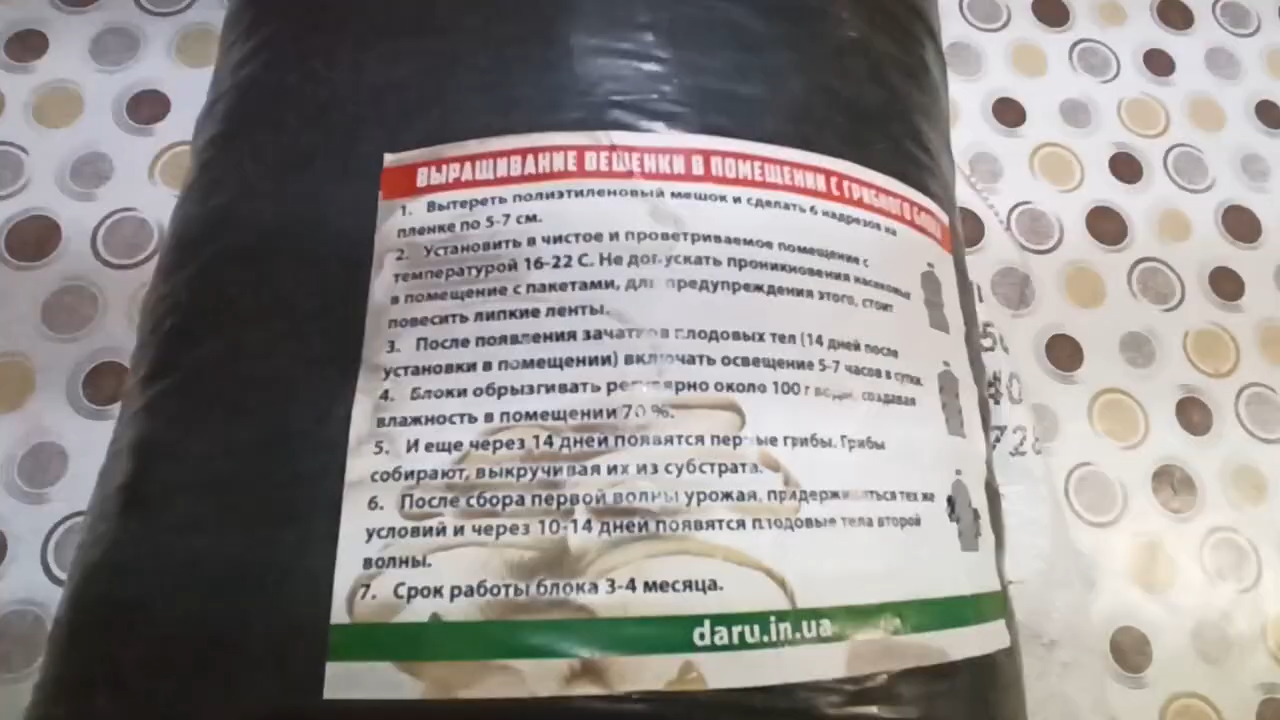 ВЫРАЩИВАНИЕ ВЕШЕНКИ В ПОМЕЩЕНИИ С ГРИБНОГО БЛОКА
1. Вытереть полиэтиленовый мешок и сделать 6 надрезов на
пленке по 5-7 см.
2. Установить в чистое и проветриваемое помещение с
температурой 16-22 С. Не допускать проникновения насекомых
в помещение с пакетами, для предупреждения этого, стоит
повесить липкие ленты.
3. После появления зачатков плодовых тел (14 дней после
установки в помещении) включать освещение 5-7 часов в сутки.
4. Блоки обрызгивать регулярно около 100 г воды, создавая
влажность в помещении 70 %.
5. И еще через 14 дней появятся первые грибы. Грибы
собирают, выкручивая их из субстрата.
6. После сбора первой волны урожая, придерживаться тех же
условий и через 10-14 дней появятся плодовые тела второй
волны.
7. Срок работы блока 3-4 месяца.
daru.in.ua